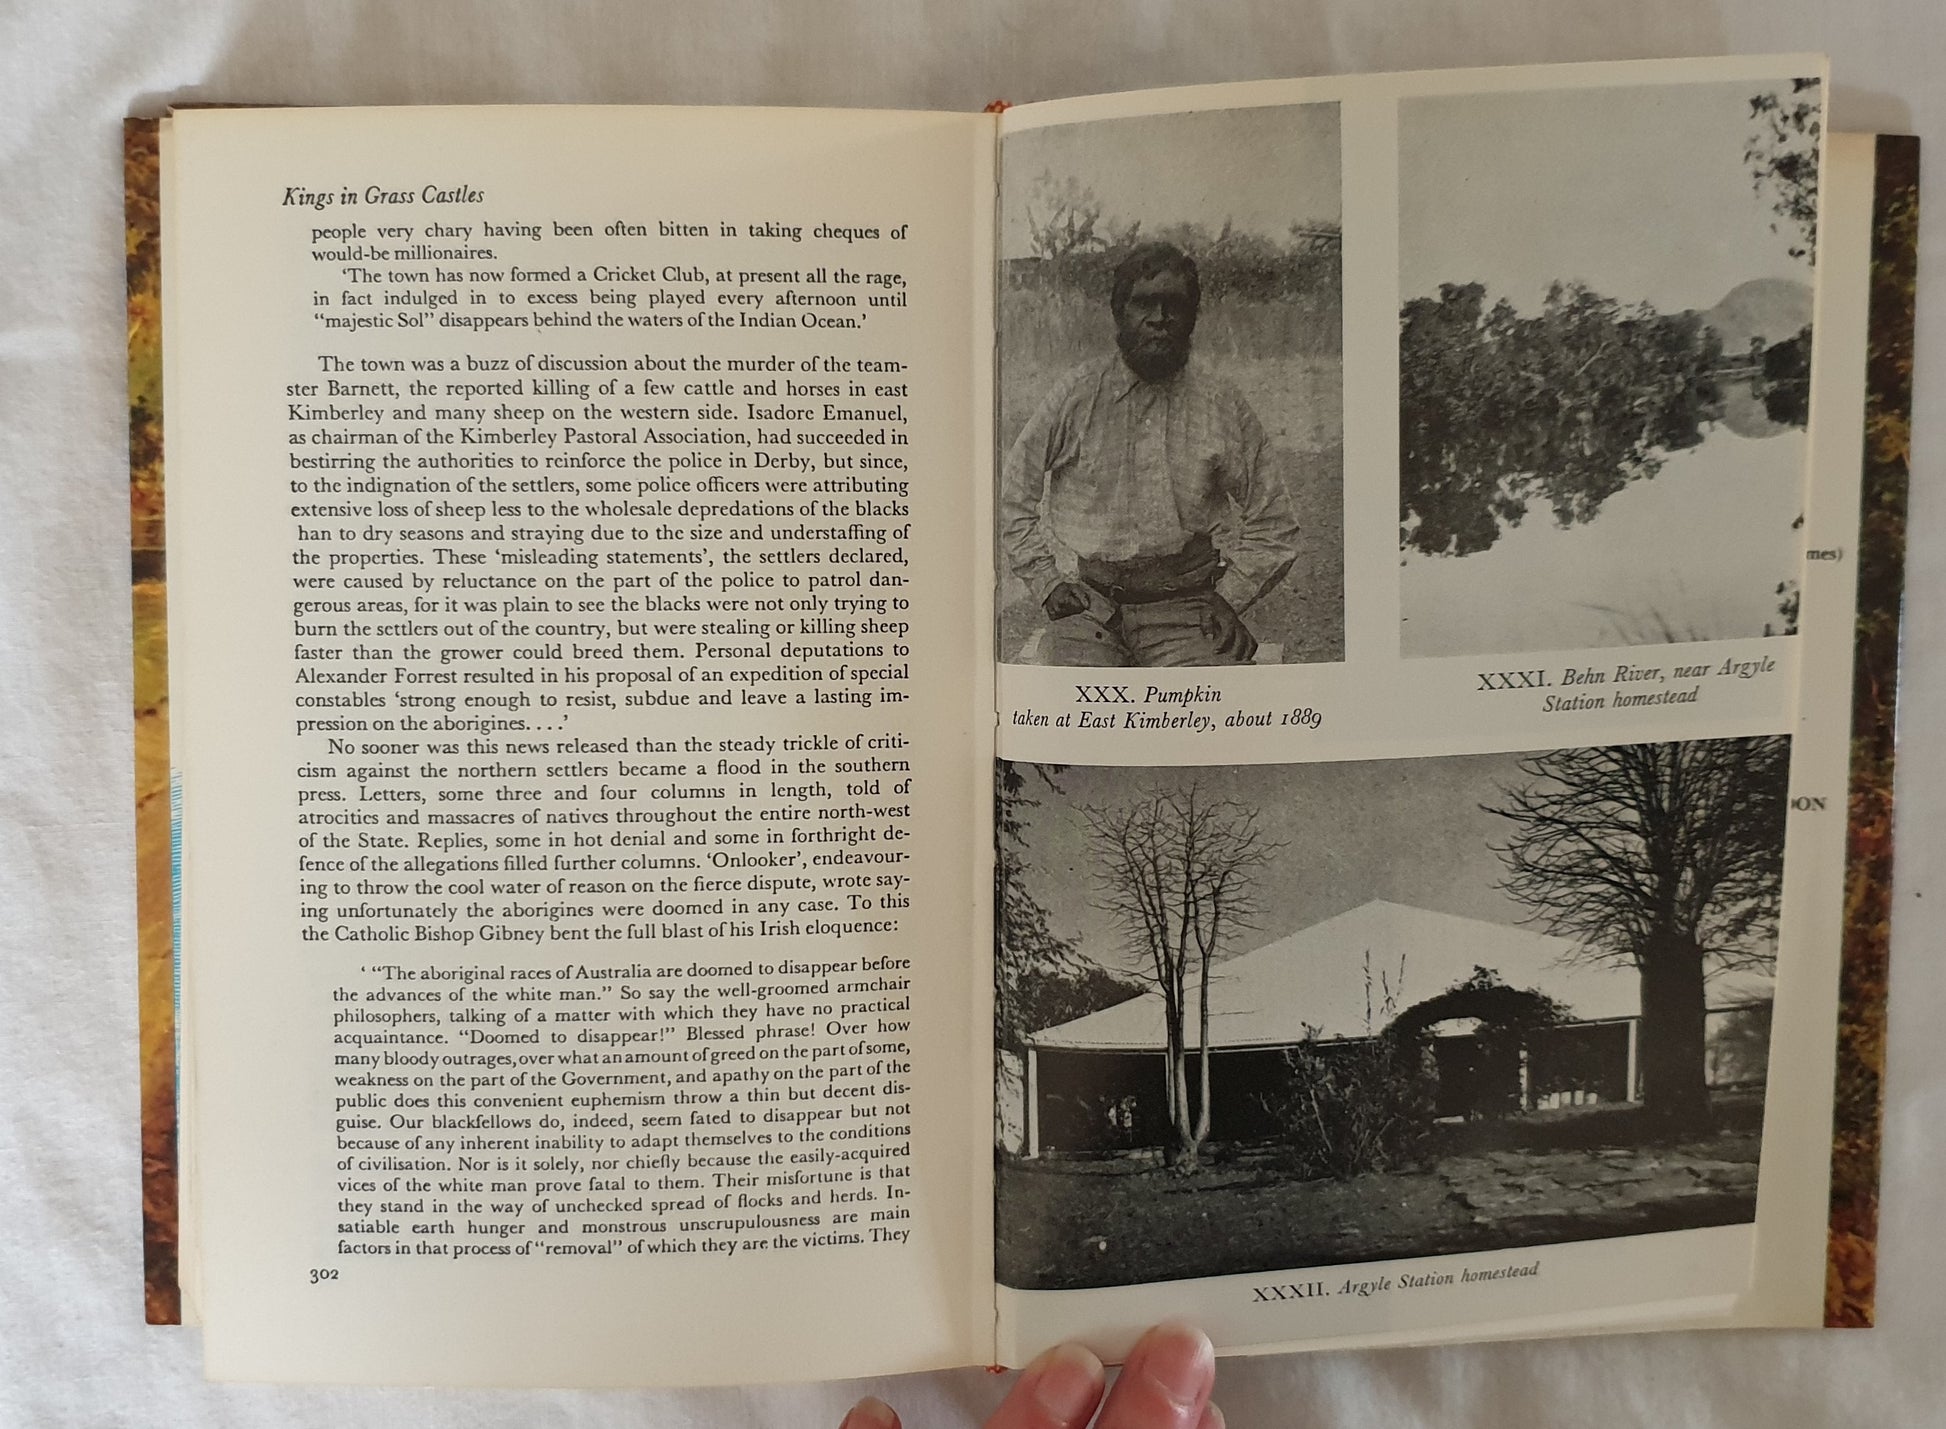 Kings in Grass Castles
people very chary having been often bitten in taking cheques of
would-be millionaires.
‘The town has now formed a Cricket Club, at present all the rage,
in fact indulged in to excess being played every afternoon until
“majestic Sol” disappears behind the waters of the Indian Ocean.’
The town was a buzz of discussion about the murder of the team-
ster Barnett, the reported killing of a few cattle and horses in east
Kimberley and many sheep on the western side. Isadore Emanuel,
as chairman of the Kimberley Pastoral Association, had succeeded in
bestirring the authorities to reinforce the police in Derby, but since,
to the indignation of the settlers, some police officers were attributing
extensive loss of sheep less to the wholesale depredations of the blacks
han to dry seasons and straying due to the size and understaffing of
the properties. These ‘misleading statements’, the settlers declared,
were caused by reluctance on the part of the police to patrol dan-
gerous areas, for it was plain to see the blacks were not only trying to
burn the settlers out of the country, but were stealing or killing sheep
faster than the grower could breed them. Personal deputations to
Alexander Forrest resulted in his proposal of an expedition of special
constables ‘strong enough to resist, subdue and leave a lasting im-
pression on the aborigines. . . .’
No sooner was this news released than the steady trickle of criti-
cism against the northern settlers became a flood in the southern
press. Letters, some three and four columns in length, told of
atrocities and massacres of natives throughout the entire north-west
of the State. Replies, some in hot denial and some in forthright de-
fence of the allegations filled further columns. ‘Onlooker’, endeavour-
ing to throw the cool water of reason on the fierce dispute, wrote say-
ing unfortunately the aborigines were doomed in any case. To this
the Catholic Bishop Gibney bent the full blast of his Irish eloquence:
‘ “The aboriginal races of Australia are doomed to disappear before
the advances of the white man.” So say the well-groomed armchair
philosophers, talking of a matter with which they have no practical
acquaintance. “Doomed to disappear!” Blessed phrase! Over how
many bloody outrages, over what an amount of greed on the part of some,
weakness on the part of the Government, and apathy on the part of the
public does this convenient euphemism throw a thin but decent dis-
guise. Our blackfellows do, indeed, seem fated to disappear but not
because of any inherent inability to adapt themselves to the conditions
of civilisation. Nor is it solely, nor chiefly because the easily-acquired
vices of the white man prove fatal to them. Their misfortune is that
they stand in the way of unchecked spread of flocks and herds. In-
satiable earth hunger and monstrous unscrupulousness are main
factors in that process of “removal” of which they are the victims. They
302
XXX. Pumpkin
taken at East Kimberley, about 1889
XXXI. Behn River, near Argyle
Station homestead
XXXII. Argyle Station homestead
mes)
ON